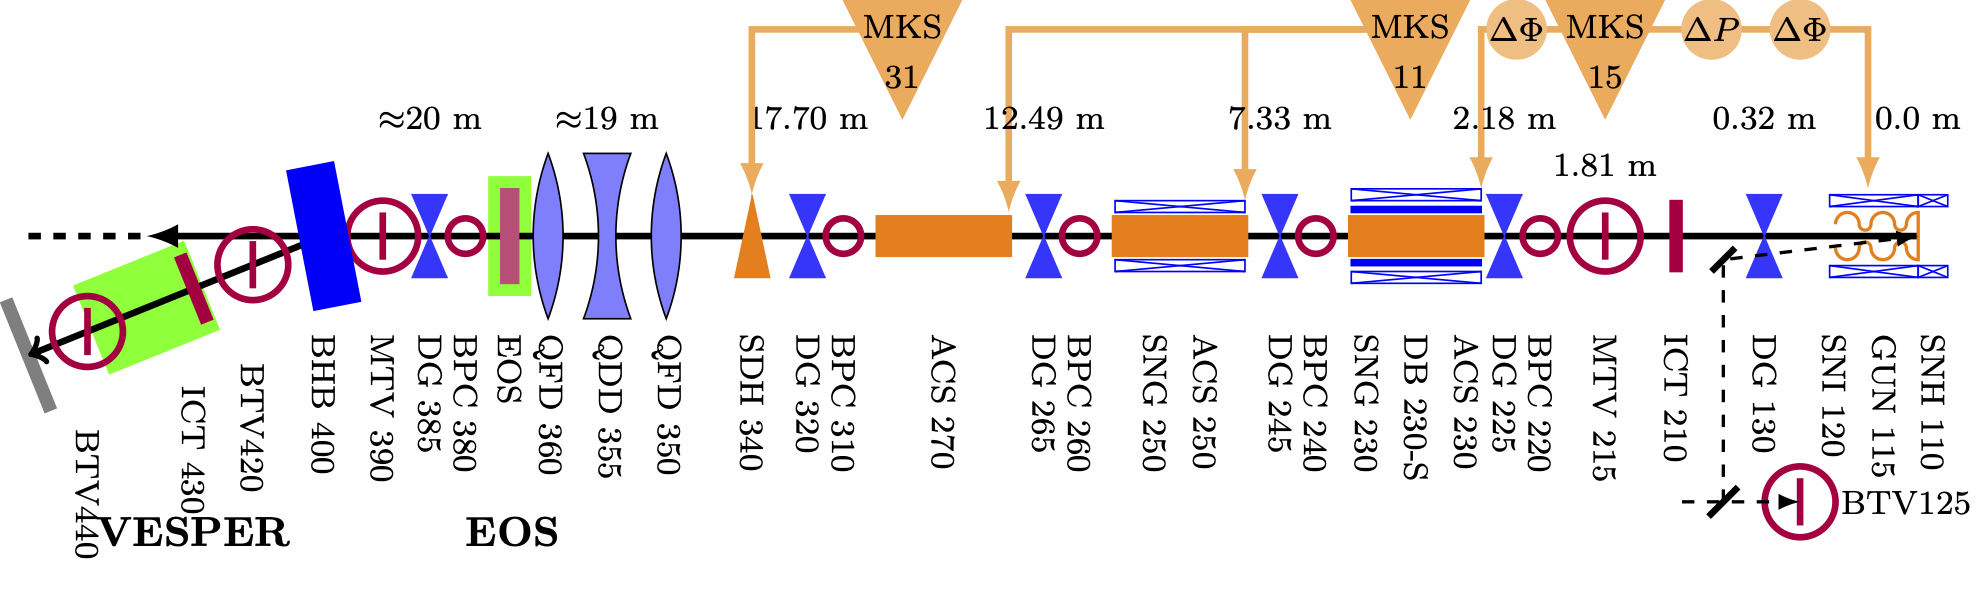 MKS
31
MKS
11
ΔΦ
MKS
15
ΔP
ΔΦ
≈20 m
≈19 m
17.70 m
12.49 m
7.33 m
2.18 m
0.32 m
0.0 m
1.81 m
BTV440
ICT 430
BTV420
BHB 400
MTV 390
DG 385
BPC 380
EOS
QFD 360
QDD 355
QFD 350
SDH 340
DG 320
BPC 310
ACS 270
DG 265
BPC 260
SNG 250
ACS 250
DG 245
BPC 240
SNG 230
DB 230-S
ACS 230
DG 225
BPC 220
MTV 215
ICT 210
DG 130
SNI 120
GUN 115
SNH 110
BTV125
VESPER
EOS